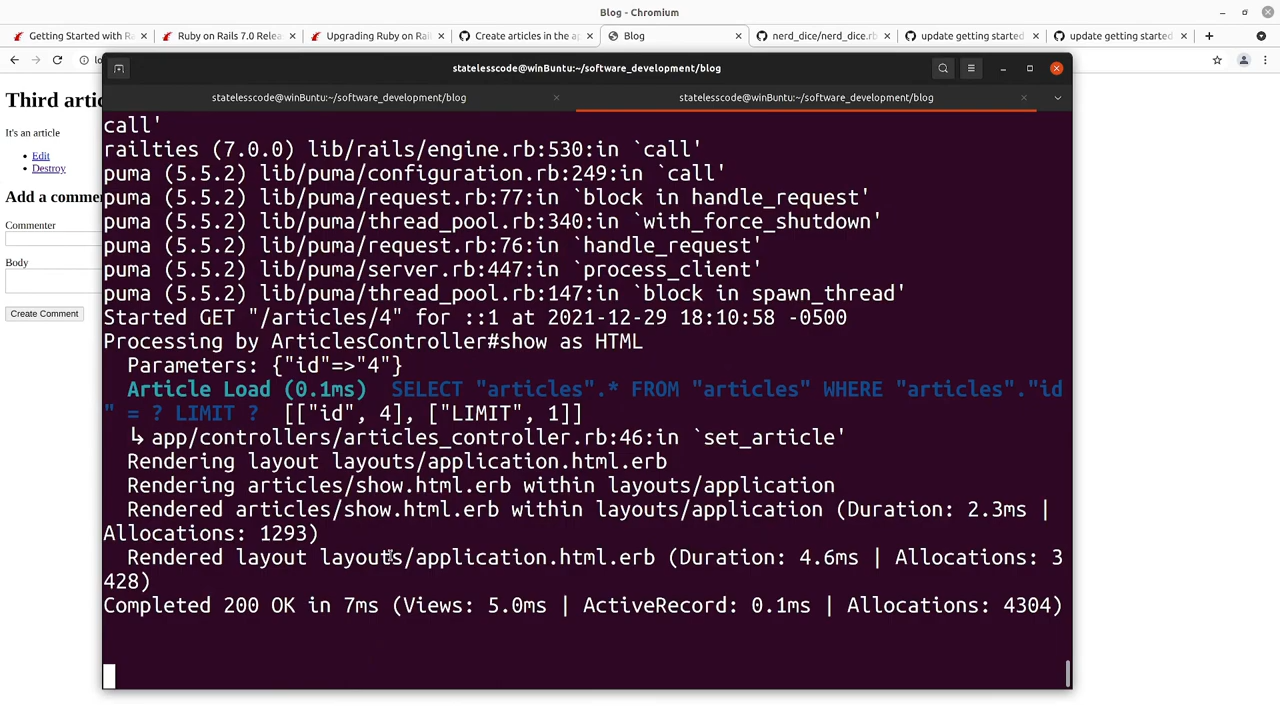 Blog - Chromium
Getting Started with Ra
Ruby on Rails 7.0 Relea
Upgrading Ruby on Rai
Create articles in the a
Blog
nerd_dice/nerd_dice.rb
update getting started
update getting started
statelesscode@winBuntu:~/software_development/blog
statelesscode@winBuntu:~/software_development/blog
statelesscode@winBuntu:~/software_development/blog
Third artic
It's an article
Edit
Destroy
Add a comme
Commenter
Body
Create Comment
call'
railties (7.0.0) lib/rails/engine.rb:530:in `call'
puma (5.5.2) lib/puma/configuration.rb:249:in `call'
puma (5.5.2) lib/puma/request.rb:77:in `block in handle_request'
puma (5.5.2) lib/puma/thread_pool.rb:340:in `with_force_shutdown'
puma (5.5.2) lib/puma/request.rb:76:in `handle_request'
puma (5.5.2) lib/puma/server.rb:447:in `process_client'
puma (5.5.2) lib/puma/thread_pool.rb:147:in `block in spawn_thread'
Started GET "/articles/4" for ::1 at 2021-12-29 18:10:58 -0500
Processing by ArticlesController#show as HTML
Parameters: {"id"=>"4"}
Article Load (0.1ms) SELECT "articles".* FROM "articles" WHERE "articles"."id
" = ? LIMIT ? [["id", 4], ["LIMIT", 1]]
↳ app/controllers/articles_controller.rb:46:in `set_article'
Rendering layout layouts/application.html.erb
Rendering articles/show.html.erb within layouts/application
Rendered articles/show.html.erb within layouts/application (Duration: 2.3ms |
Allocations: 1293)
Rendered layout layouts/application.html.erb (Duration: 4.6ms | Allocations: 3
428)
Completed 200 OK in 7ms (Views: 5.0ms | ActiveRecord: 0.1ms | Allocations: 4304)